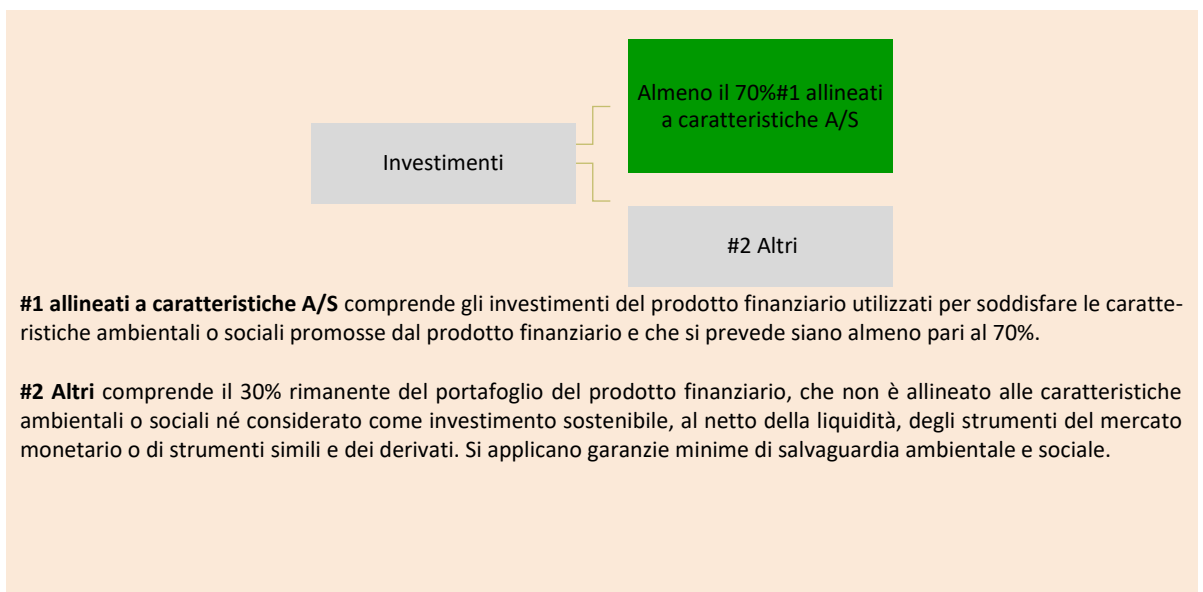 Almeno il 70%#1 allineati
a caratteristiche A/S
Investimenti
#2 Altri
#1 allineati a caratteristiche A/S comprende gli investimenti del prodotto finanziario utilizzati per soddisfare le caratte-
ristiche ambientali o sociali promosse dal prodotto finanziario e che si prevede siano almeno pari al 70%.
#2 Altri comprende il 30% rimanente del portafoglio del prodotto finanziario, che non è allineato alle caratteristiche
ambientali o sociali né considerato come investimento sostenibile, al netto della liquidità, degli strumenti del mercato
monetario o di strumenti simili e dei derivati. Si applicano garanzie minime di salvaguardia ambientale e sociale.